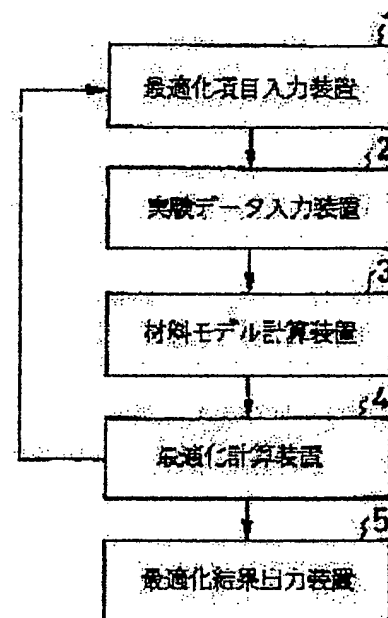 最適化項目入力装置
2
実験データ入力装置
3
材料モデル計算装置
4
最適化計算装置
5
最適化結果出力装置